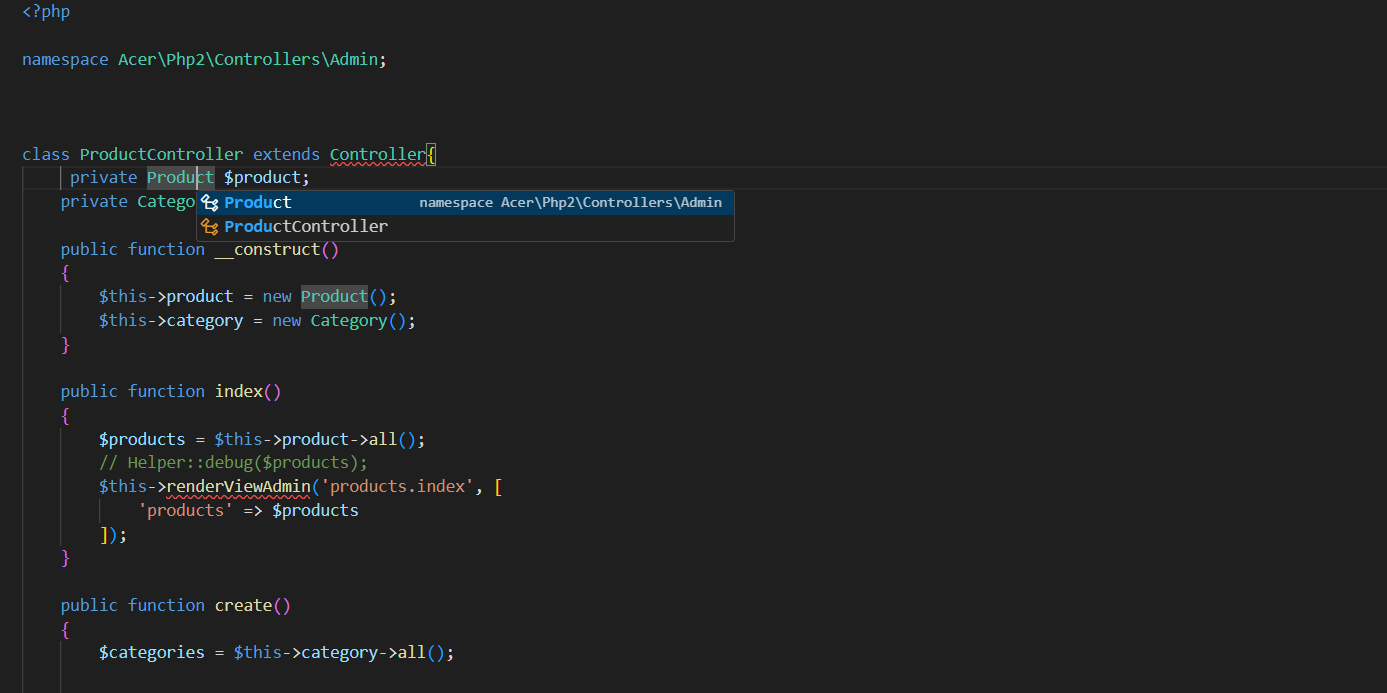 <?php
namespace Acer\Php2\Controllers\Admin;
class ProductController extends Controller{
private Product $product;
private Catego
Product namespace Acer\Php2\Controllers\Admin
ProductController
public function __construct()
{
$this->product = new Product();
$this->category = new Category();
}
public function index()
{
$products = $this->product->all();
// Helper::debug($products);
$this->renderViewAdmin('products.index', [
'products' => $products
]);
}
public function create()
{
$categories = $this->category->all();